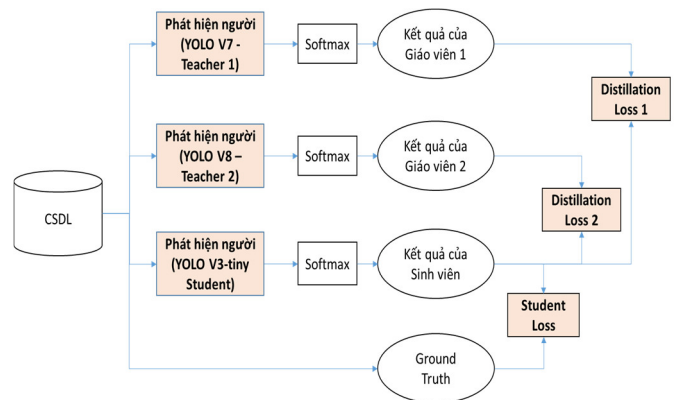 Phát hiện người
(YOLO V7 -
Teacher 1)
Softmax
Kết quả của
Giáo viên 1
Distillation
Loss 1
Phát hiện người
(YOLO V8 –
Teacher 2)
Softmax
Kết quả của
Giáo viên 2
Distillation
Loss 2
CSDL
Phát hiện người
(YOLO V3-tiny
Student)
Softmax
Kết quả của
Sinh viên
Student
Loss
Ground
Truth